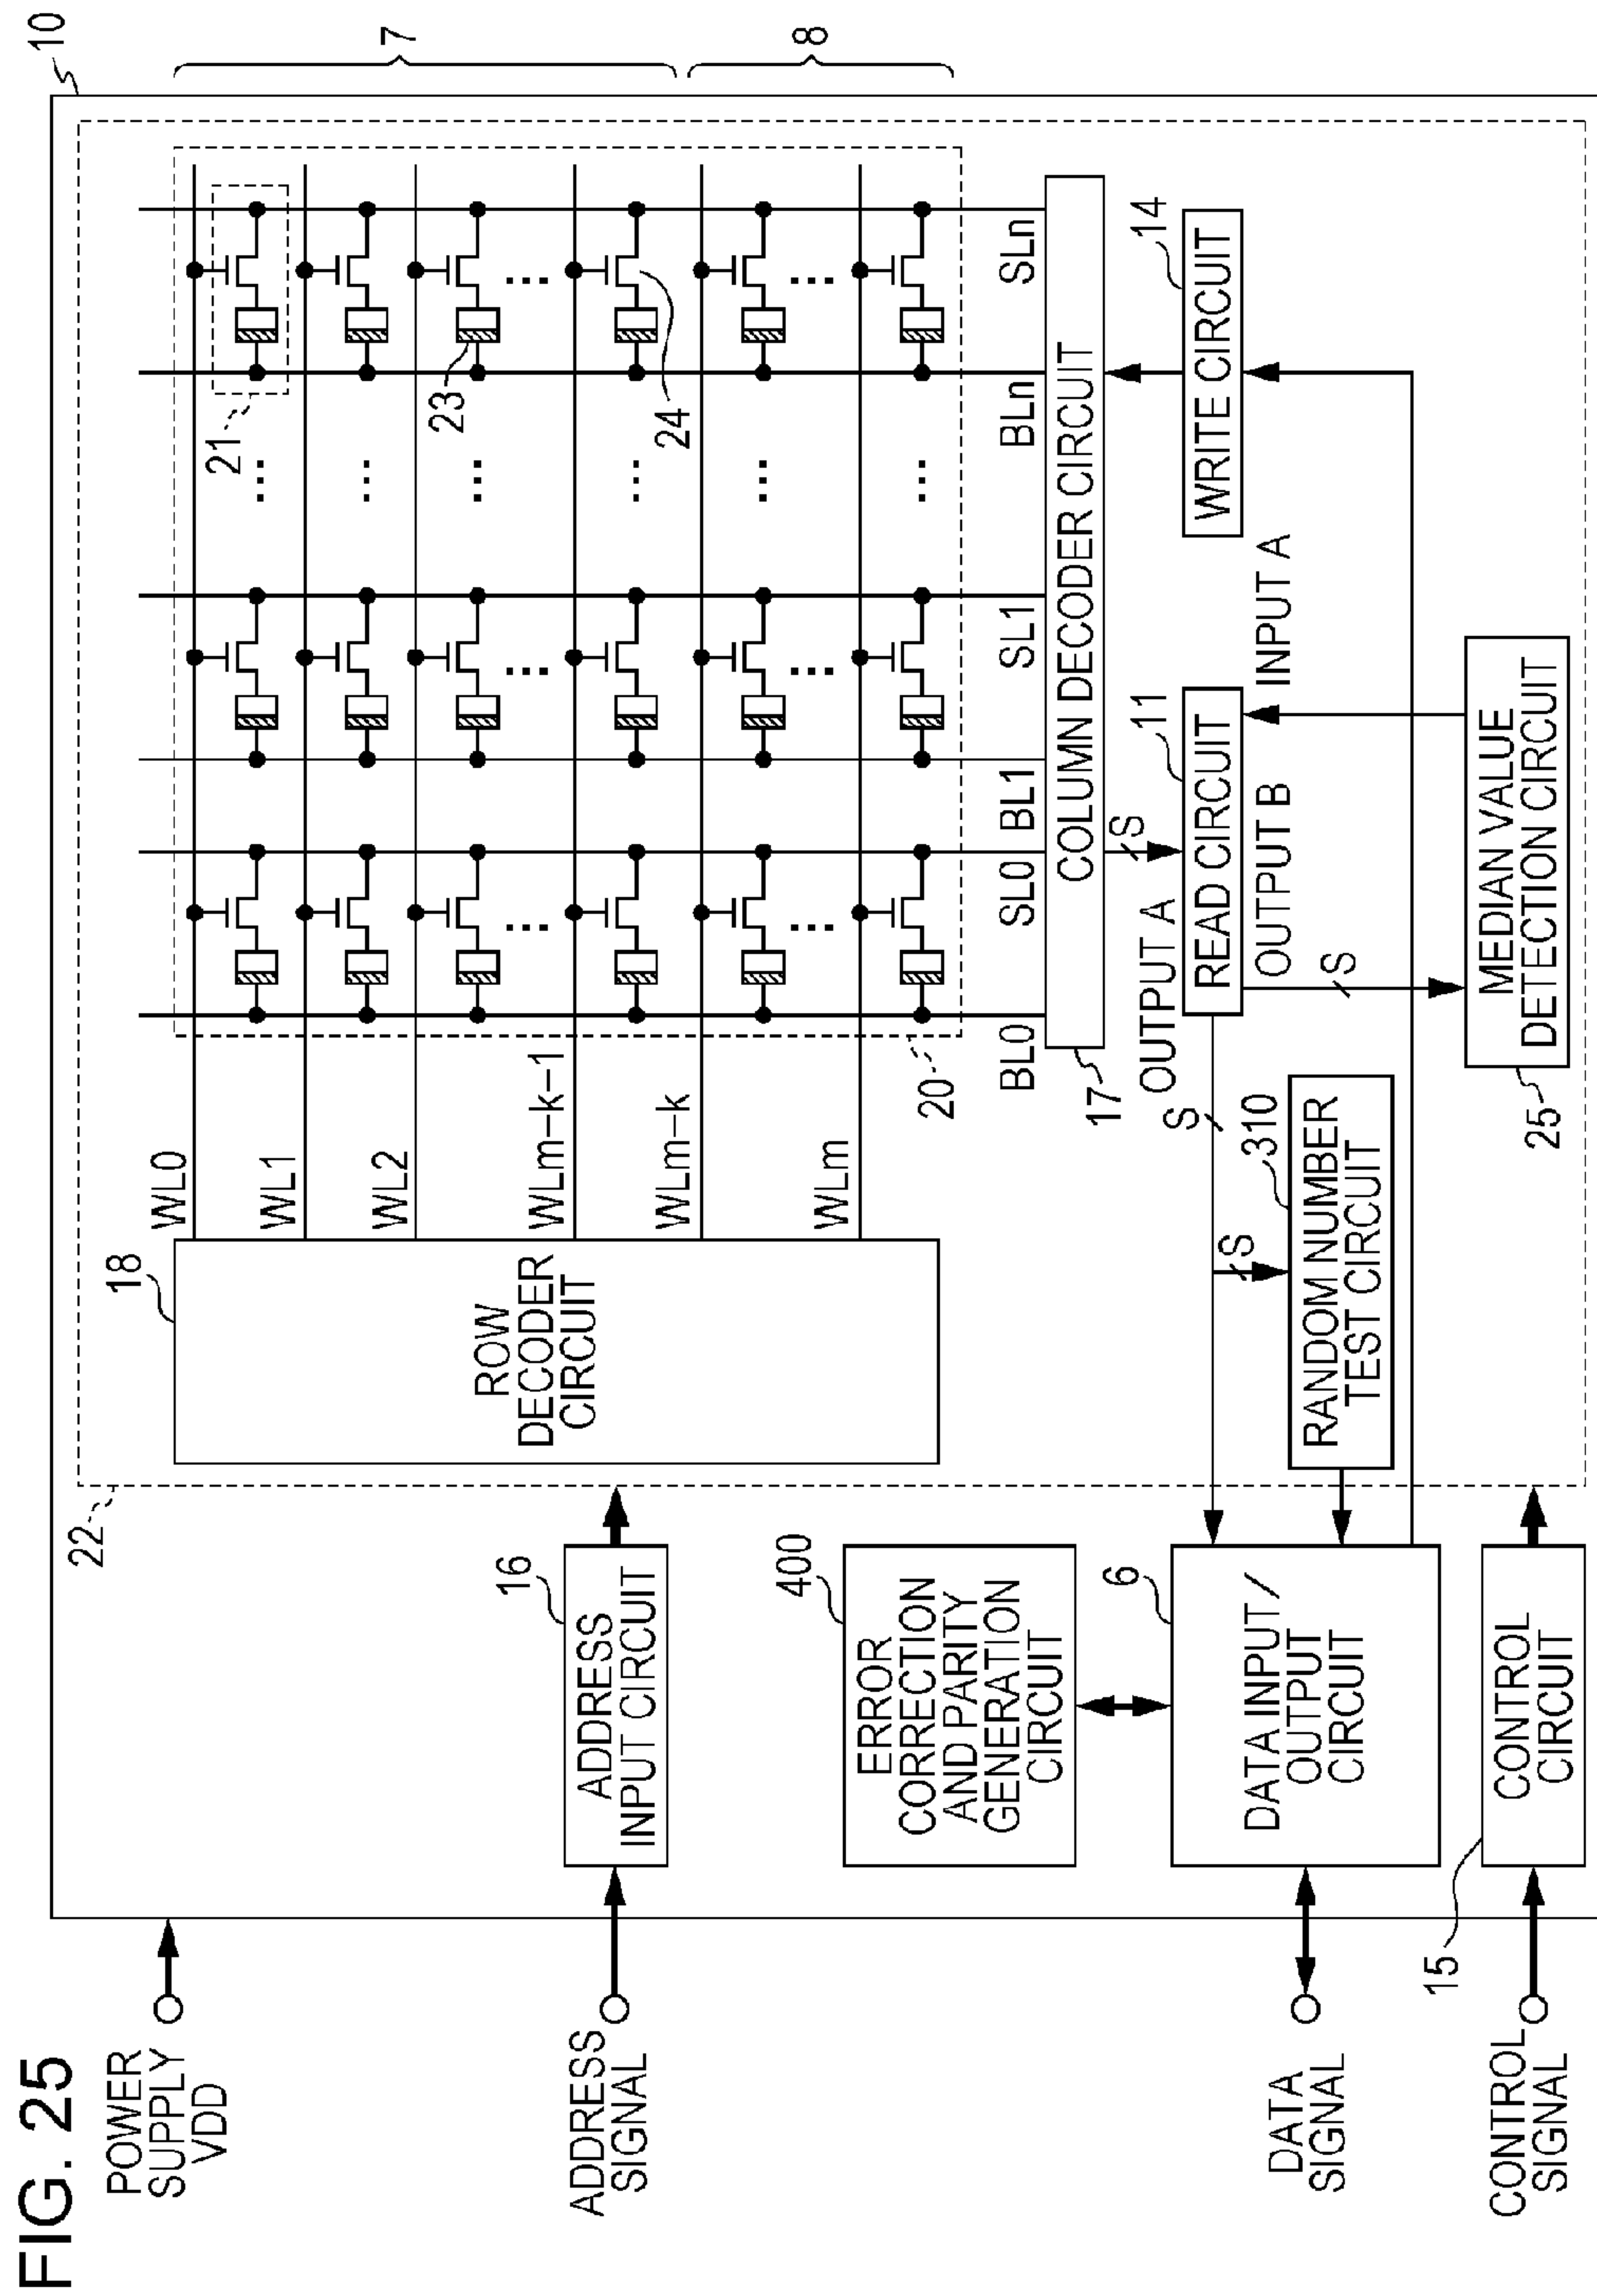 FIG. 25
10
POWER
SUPPLY
VDD
22
18
ROW
DECODER
CIRCUIT
WL0
WL1
WL2
WLm-k-1
WLm-k
WLm
21
23
24
7
8
...
...
...
...
...
...
...
...
...
...
...
...
20
BL0
SL0
BL1
SL1
BLn
SLn
17
COLUMN DECODER CIRCUIT
ADDRESS
SIGNAL
16
ADDRESS
INPUT CIRCUIT
400
ERROR
CORRECTION
AND PARITY
GENERATION
CIRCUIT
OUTPUT A
S
S
11
READ CIRCUIT
14
WRITE CIRCUIT
OUTPUT B
INPUT A
S
S
310
RANDOM NUMBER
TEST CIRCUIT
DATA
SIGNAL
6
DATA INPUT/
OUTPUT
CIRCUIT
25
MEDIAN VALUE
DETECTION CIRCUIT
CONTROL
SIGNAL
15
CONTROL
CIRCUIT